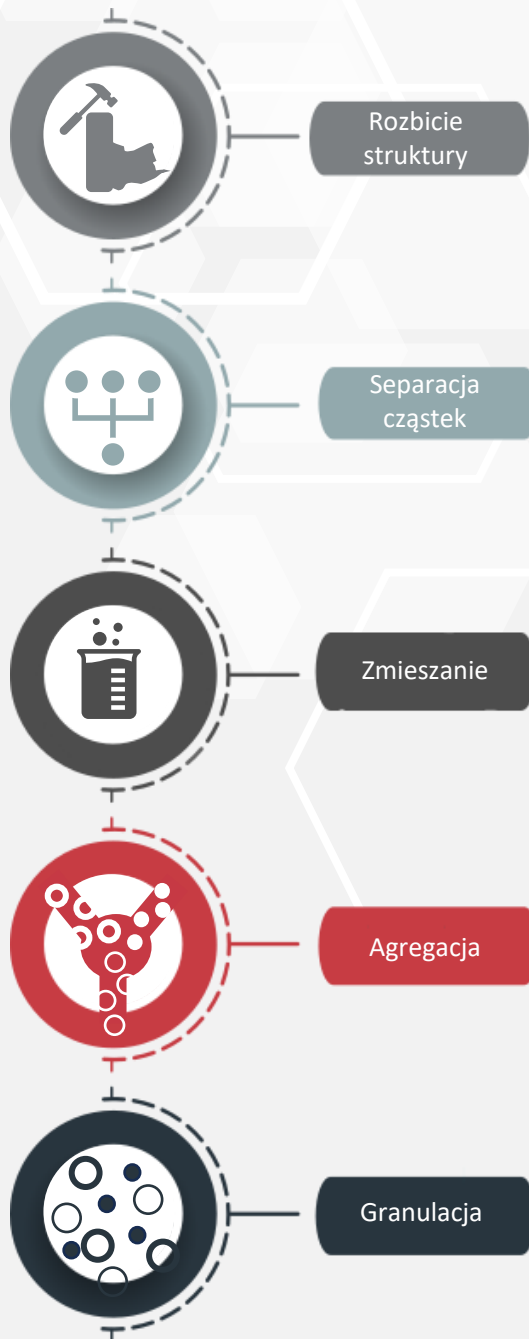 Rozbicie
struktury
Separacja
cząstek
Zmieszanie
Agregacja
Granulacja